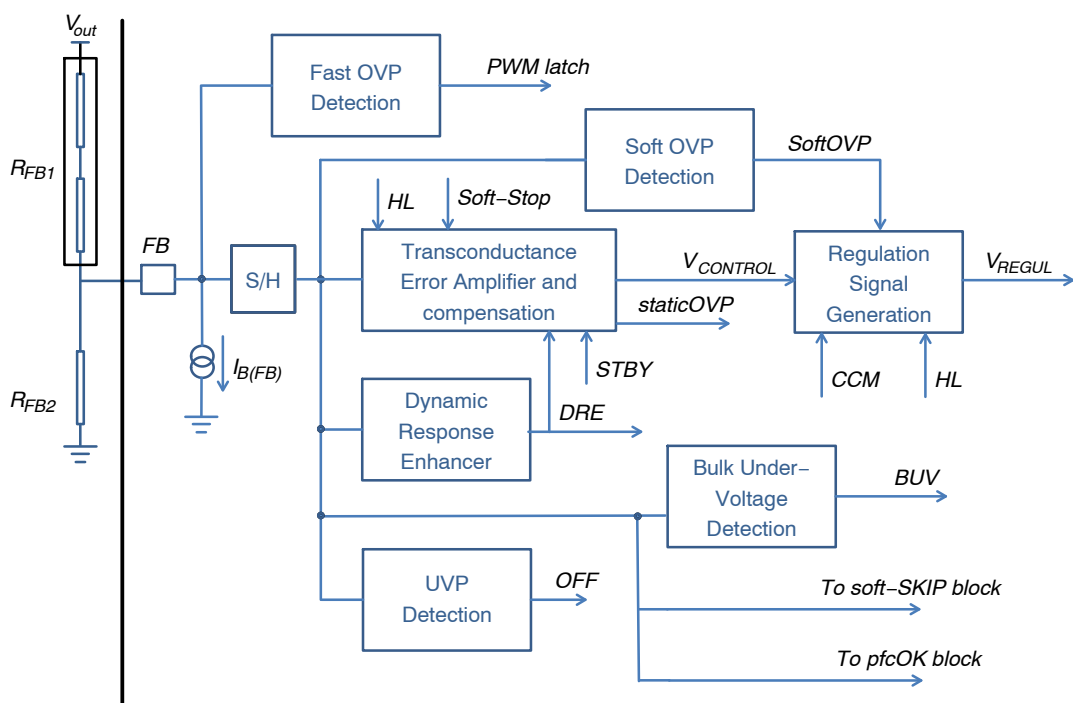 Vout
Fast OVP
Detection
PWM latch
Soft OVP
Detection
SoftOVP
RFB1
HL
Soft−Stop
FB
S/H
Transconductance
Error Amplifier and
compensation
VCONTROL
staticOVP
Regulation
Signal
Generation
VREGUL
IB(FB)
STBY
CCM
HL
RFB2
Dynamic
Response
Enhancer
DRE
Bulk Under−
Voltage
Detection
BUV
UVP
Detection
OFF
To soft−SKIP block
To pfcOK block